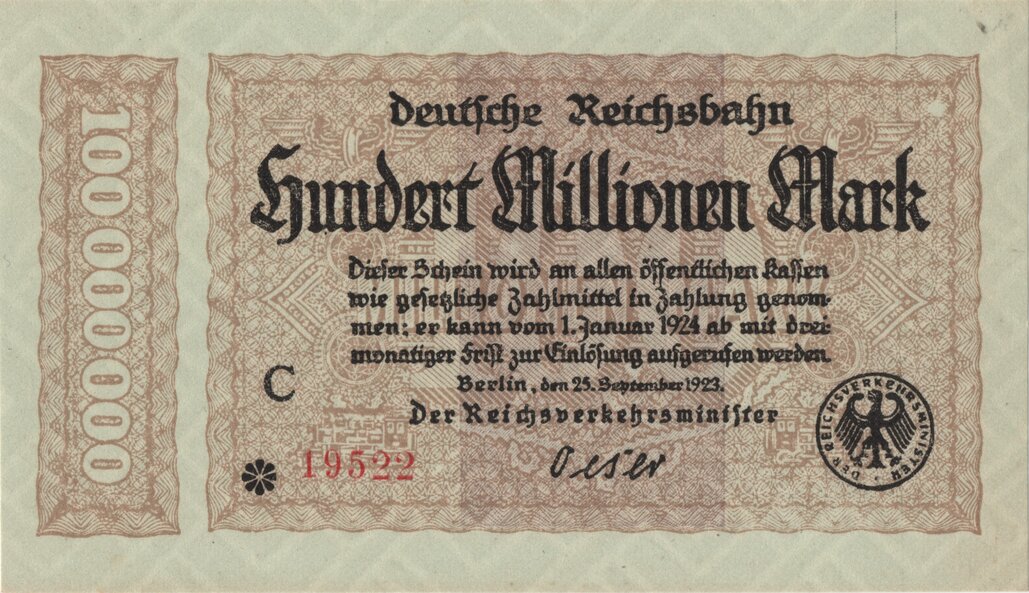 Deutsche Reichsbahn
Hundert Millionen Mark
Dieser Schein wird an allen öffentlichen Kassen
wie gesetzliche Zahlmittel in Zahlung genom-
men; er kann vom 1. Januar 1924 ab mit drei-
monatiger Frist zur Einlösung aufgerufen werden.
Berlin, den 25. September 1923.
Der Reichsverkehrsminister
C
19522
Oeser
DER REICHSVERKEHRSMINISTER
100000000